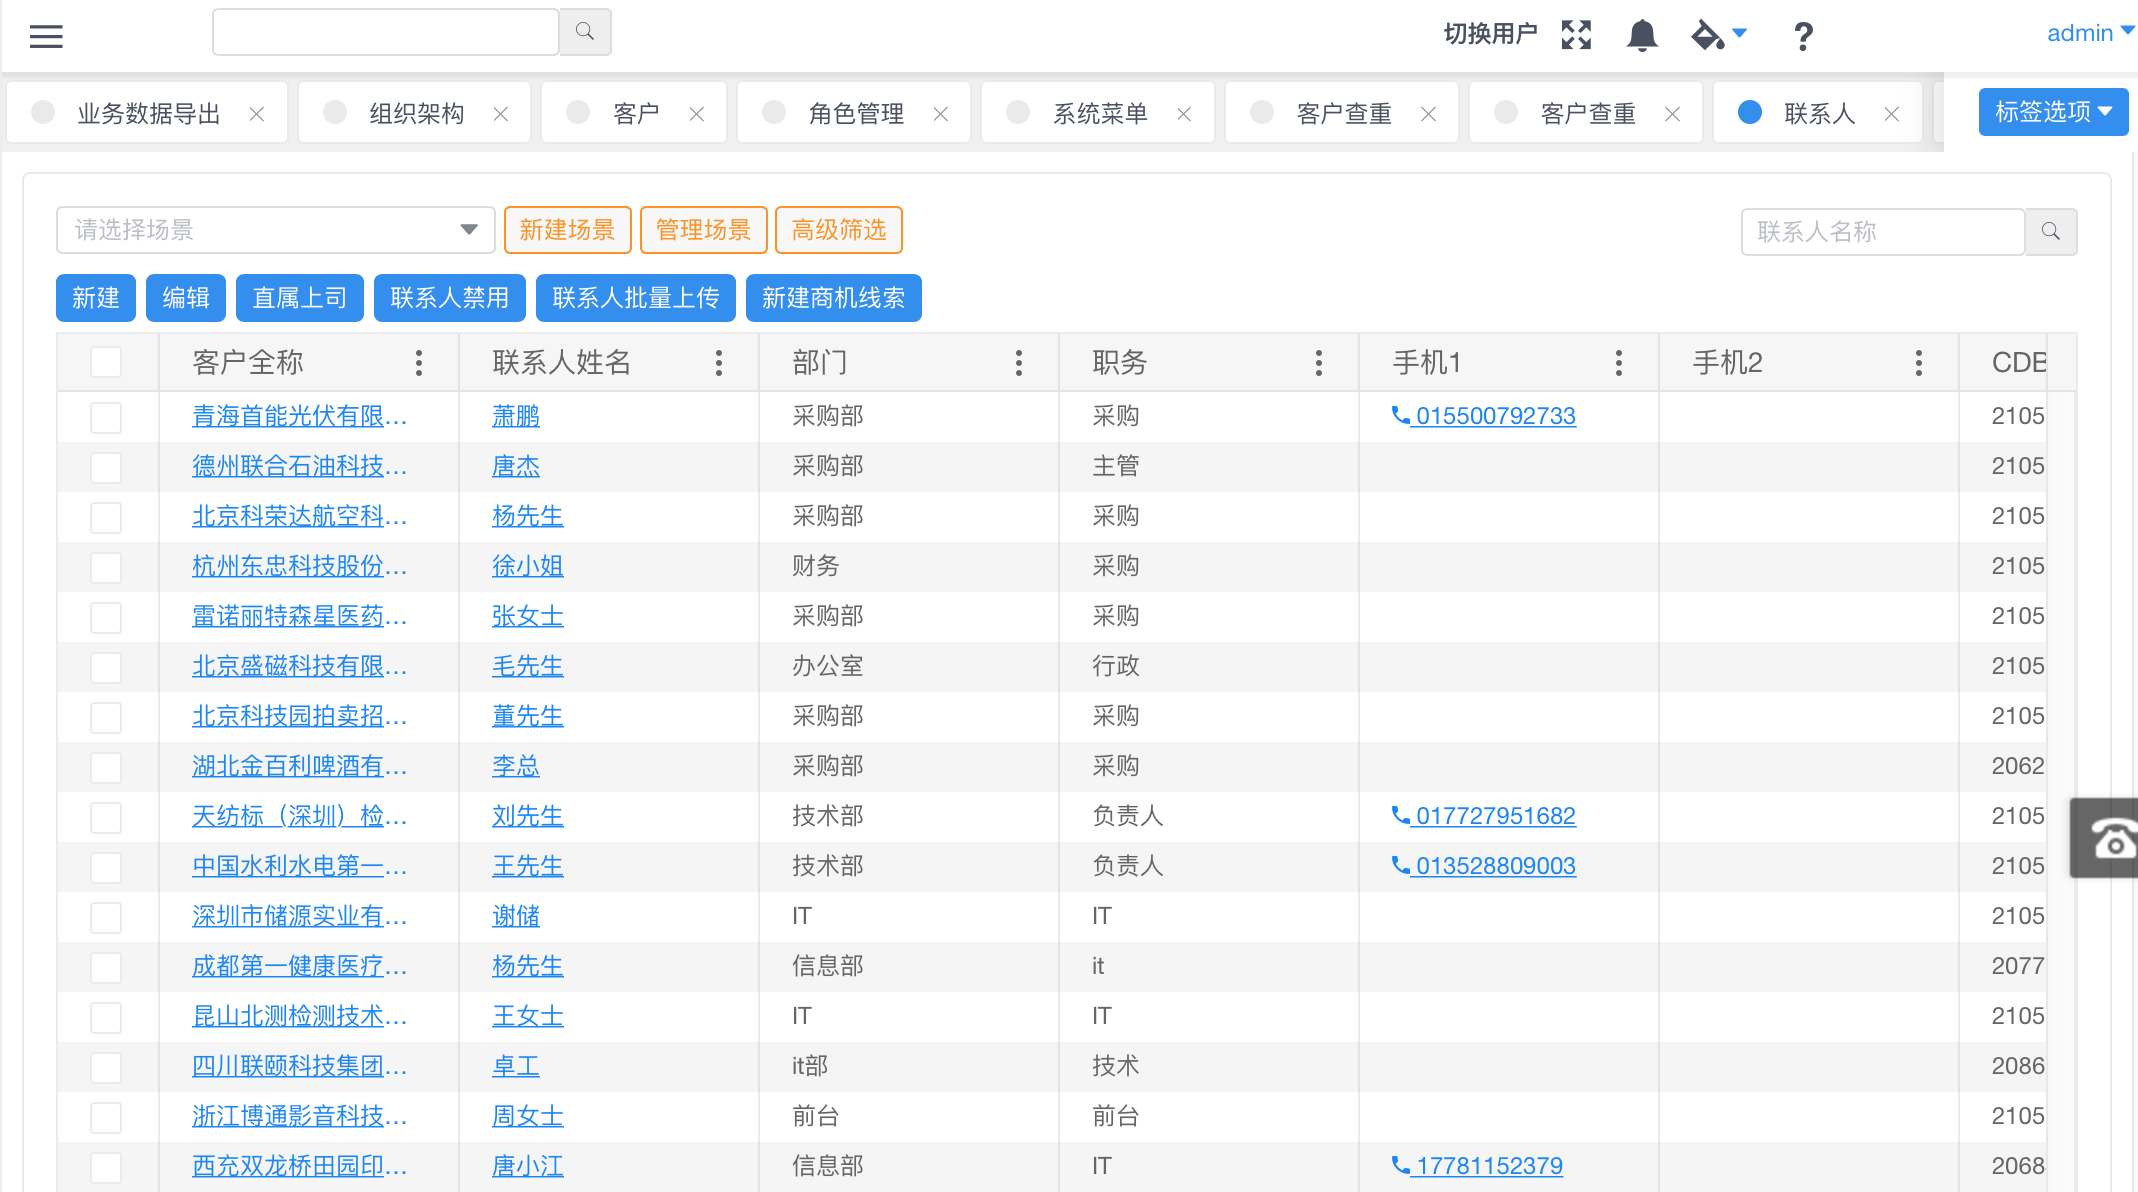 切换用户 ? admin
业务数据导出 组织架构 客户 角色管理 系统菜单 客户查重 客户查重 联系人 标签选项
请选择场景 新建场景 管理场景 高级筛选 联系人名称
新建 编辑 直属上司 联系人禁用 联系人批量上传 新建商机线索
客户全称 联系人姓名 部门 职务 手机1 手机2 CDB
青海首能光伏有限... 萧鹏 采购部 采购 015500792733 2105
德州联合石油科技... 唐杰 采购部 主管 2105
北京科荣达航空科... 杨先生 采购部 采购 2105
杭州东忠科技股份... 徐小姐 财务 采购 2105
雷诺丽特森星医药... 张女士 采购部 采购 2105
北京盛磁科技有限... 毛先生 办公室 行政 2105
北京科技园拍卖招... 董先生 采购部 采购 2105
湖北金百利啤酒有... 李总 采购部 采购 2062
天纺标（深圳）检... 刘先生 技术部 负责人 017727951682 2105
中国水利水电第一... 王先生 技术部 负责人 013528809003 2105
深圳市储源实业有... 谢储 IT IT 2105
成都第一健康医疗... 杨先生 信息部 it 2077
昆山北测检测技术... 王女士 IT IT 2105
四川联颐科技集团... 卓工 it部 技术 2086
浙江博通影音科技... 周女士 前台 前台 2105
西充双龙桥田园印... 唐小江 信息部 IT 17781152379 2068